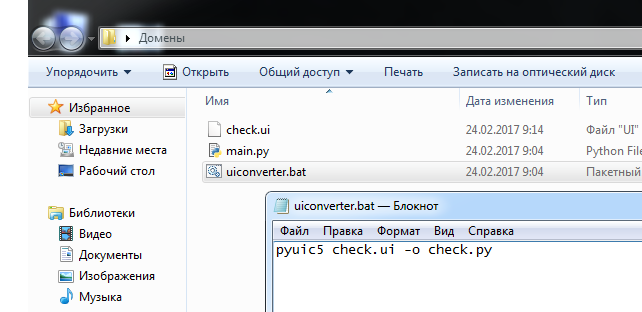 Домены
Упорядочить Открыть Общий доступ Печать Записать на оптический диск
Имя Дата изменения Тип
Избранное
Загрузки
Недавние места
Рабочий стол
Библиотеки
Видео
Документы
Изображения
Музыка
check.ui 24.02.2017 9:14 Файл "UI"
main.py 24.02.2017 9:04 Python File
uiconverter.bat 24.02.2017 9:04 Пакетный
uiconverter.bat — Блокнот
Файл Правка Формат Вид Справка
pyuic5 check.ui -o check.py